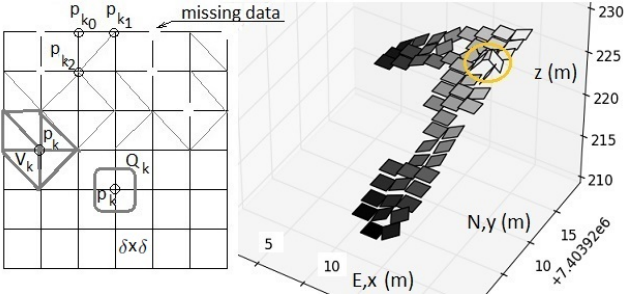 p_k0 p_k1 missing data
p_k2
p_k
V_k
Q_k
p_k
δxδ
230
225
z (m)
220
215
210
N,y (m)
15
10
+7.40392e6
5
10
E,x (m)